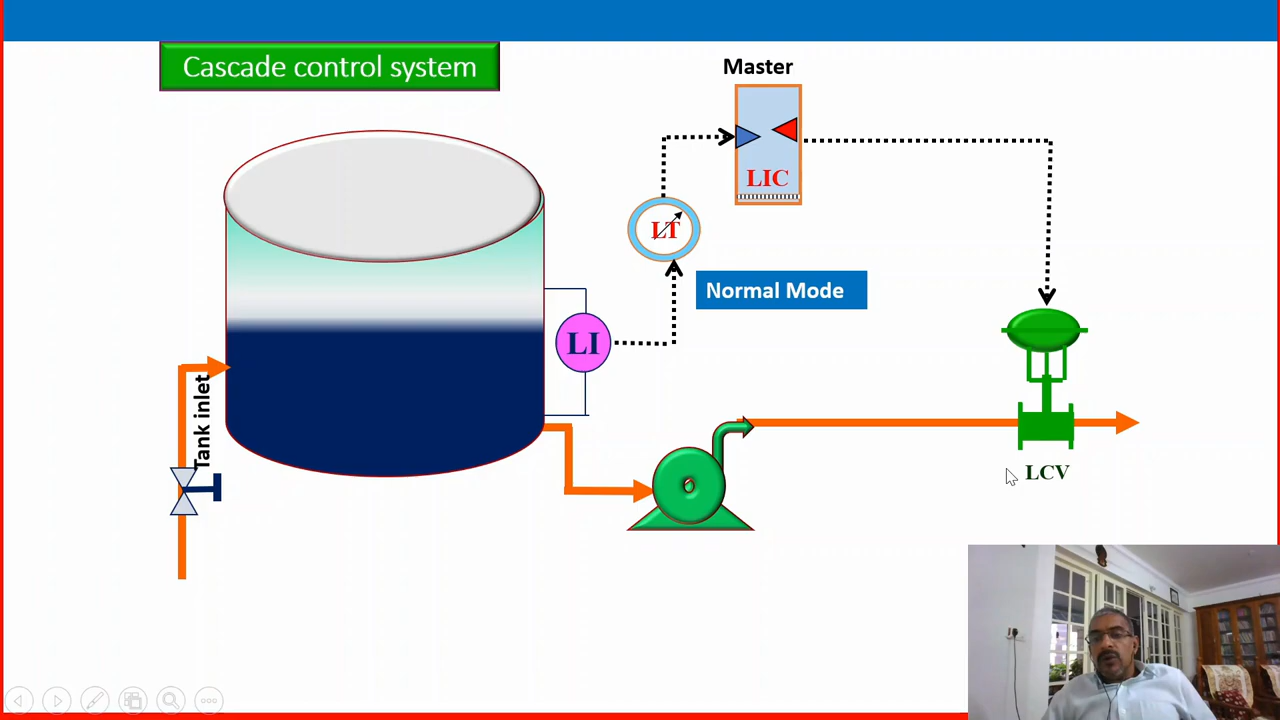 Cascade control system
Master
LIC
LT
Normal Mode
LI
Tank inlet
LCV